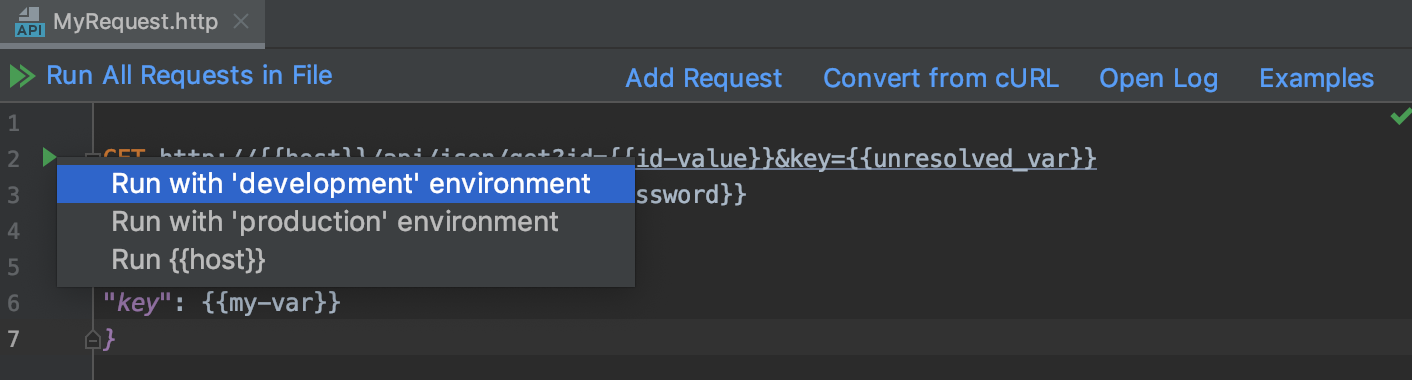 API MyRequest.http
Run All Requests in File Add Request Convert from cURL Open Log Examples
1
2 GET http://{{host}}/api/json/get?id={{id-value}}&key={{unresolved_var}}
Run with 'development' environment
3 ssword}}
Run with 'production' environment
4
Run {{host}}
5
6 "key": {{my-var}}
7 }